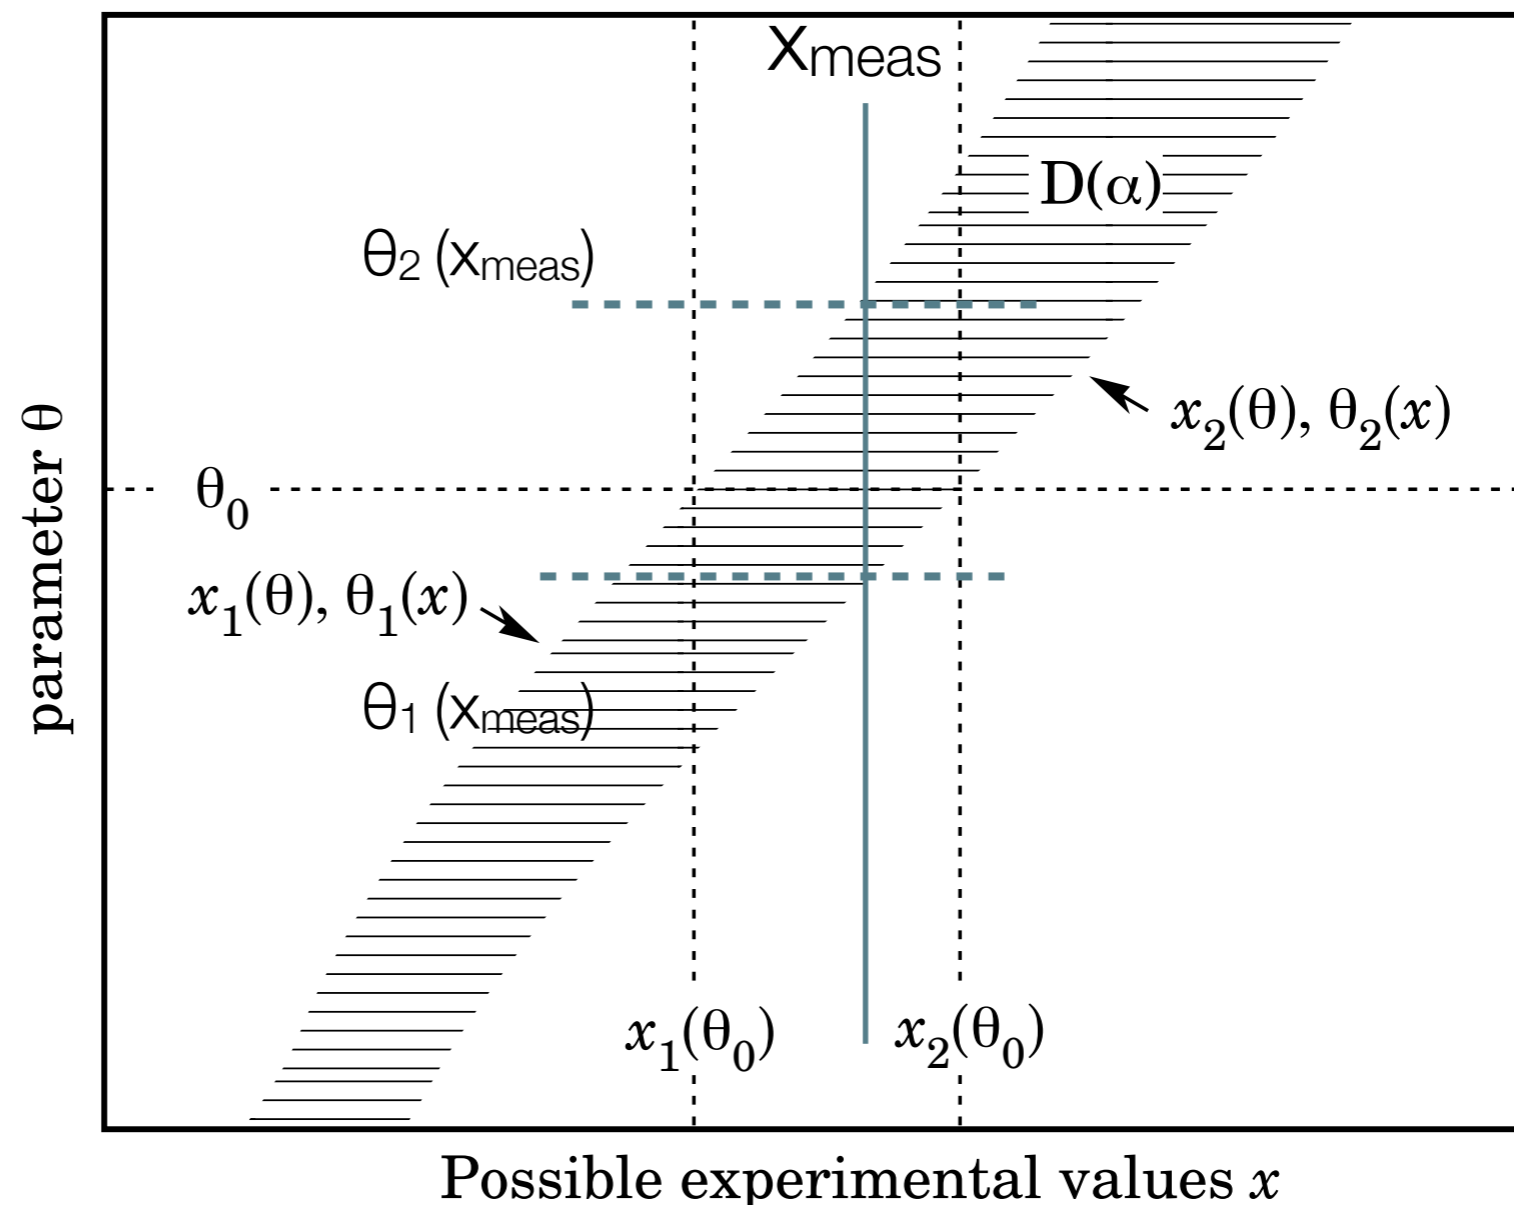 Xmeas
D(α)
θ2 (xmeas)
x2(θ), θ2(x)
parameter θ
θ0
x1(θ), θ1(x)
θ1 (xmeas)
x1(θ0)
x2(θ0)
Possible experimental values x